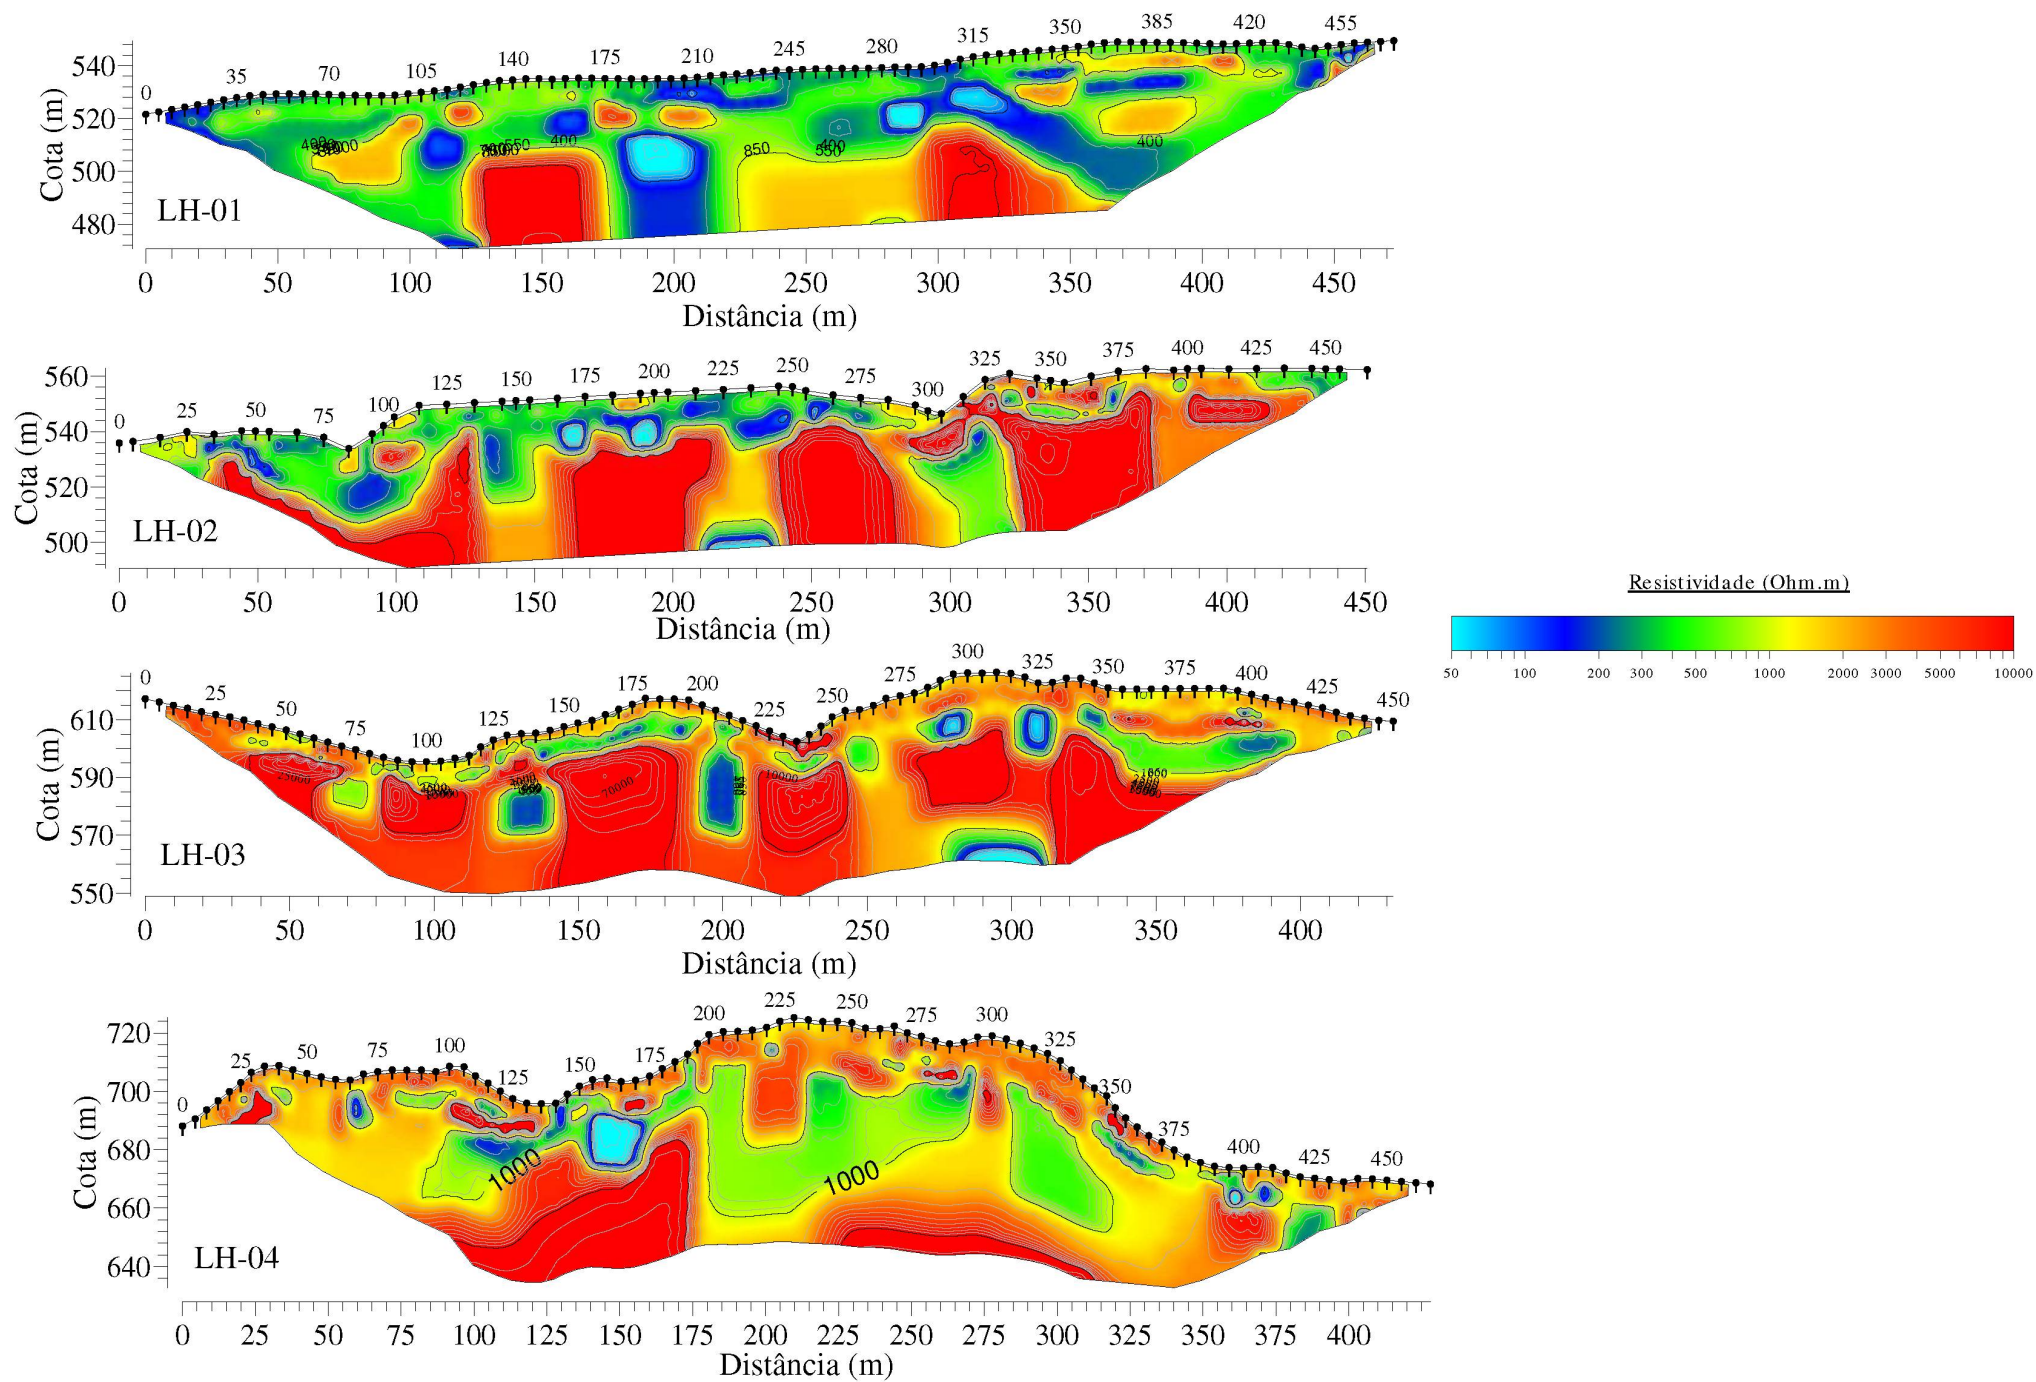 0 35 70 105 140 175 210 245 280 315 350 385 420 455
540
520
500
480
Cota (m)
850 550 400 400
LH-01
0 50 100 150 200 250 300 350 400 450
Distância (m)
0 25 50 75 100 125 150 175 200 225 250 275 300 325 350 375 400 425 450
560
540
520
500
Cota (m)
LH-02
0 50 100 150 200 250 300 350 400 450
Distância (m)
Resistividade (Ohm.m)
50 100 200 300 500 1000 2000 3000 5000 10000
0 25 50 75 100 125 150 175 200 225 250 275 300 325 350 375 400 425 450
610
590
570
550
Cota (m)
25000 70000 10000
LH-03
0 50 100 150 200 250 300 350 400
Distância (m)
0 25 50 75 100 125 150 175 200 225 250 275 300 325 350 375 400 425 450
720
700
680
660
640
Cota (m)
1000 1000
LH-04
0 25 50 75 100 125 150 175 200 225 250 275 300 325 350 375 400
Distância (m)